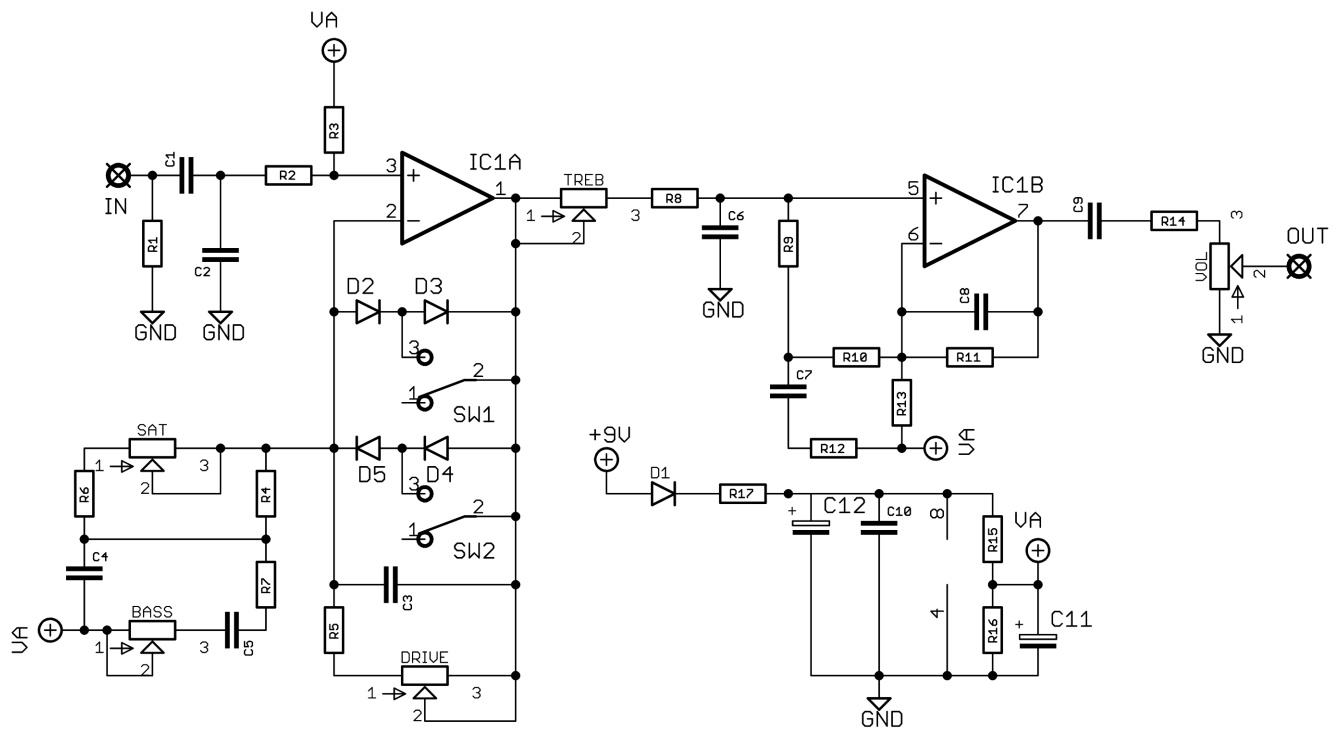 VA
R3
C1
IN
R1
C2
R2
GND
GND
3
2
+
−
IC1A
1
TREB
1
2
3
R8
C6
GND
R9
5
6
+
−
IC1B
7
C8
R10
R11
C7
R13
R12
VA
C9
R14
3
VOL
2
1
OUT
GND
D2
D3
3
1
2
SW1
D5
D4
3
1
2
SW2
SAT
1
2
3
R6
R4
C4
R7
VA
BASS
1
2
3
C5
C3
R5
DRIVE
1
2
3
+9V
D1
R17
+
C12
C10
8
4
R15
VA
R16
+
C11
GND